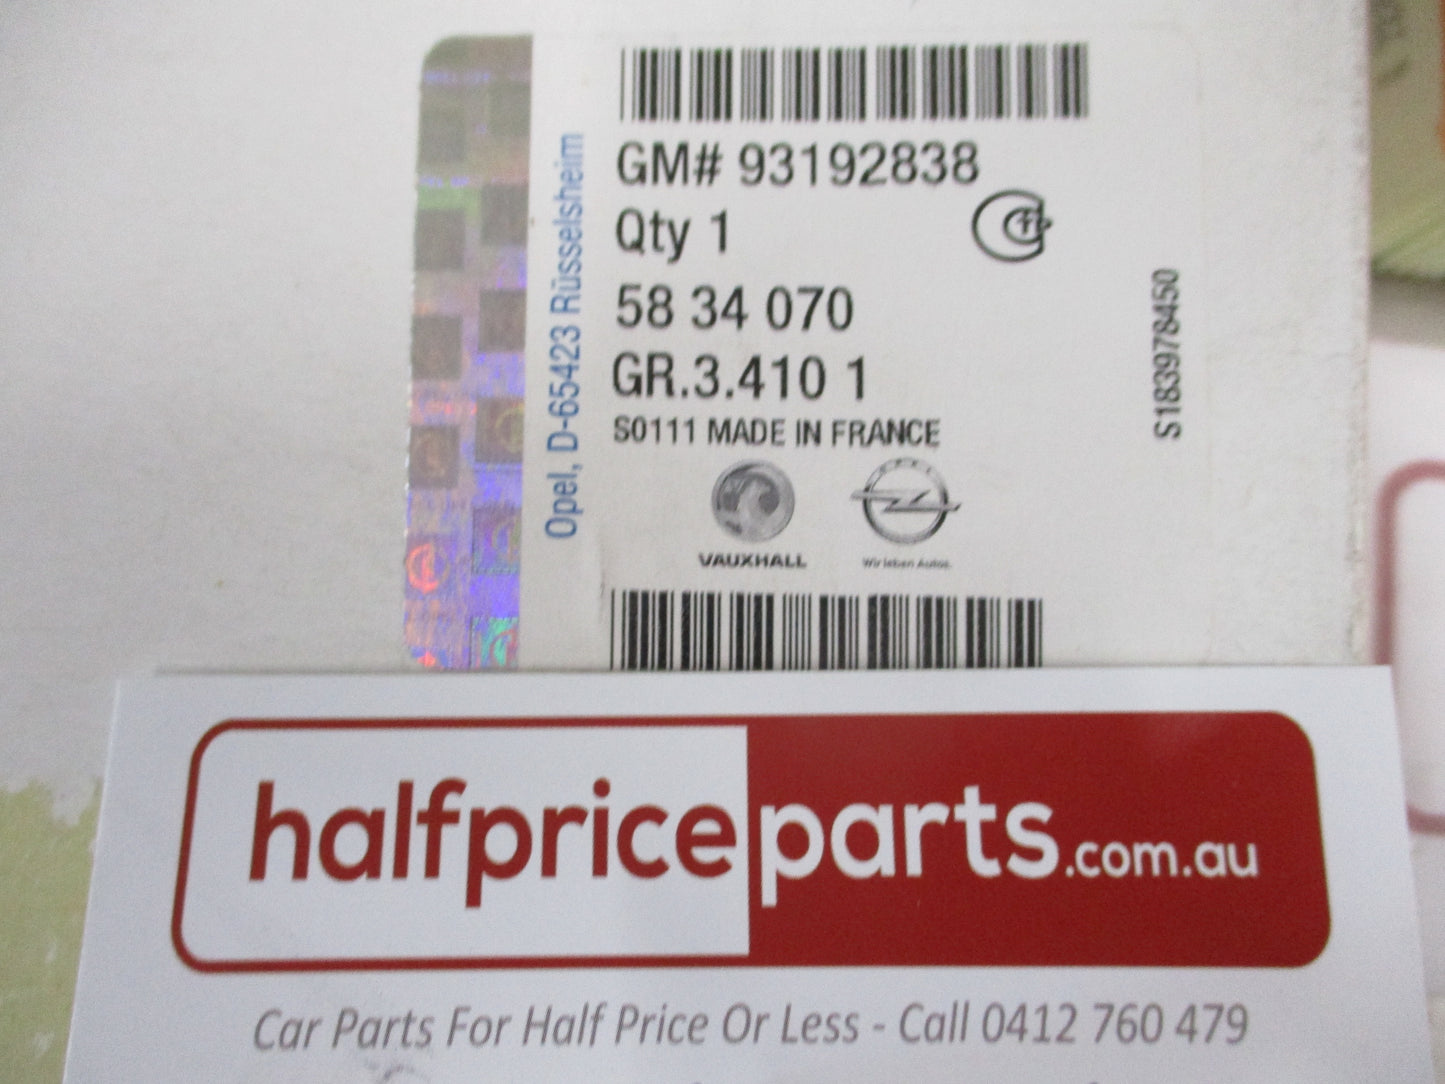 Opel, D-65423 Rüsselsheim
GM# 93192838
Qty 1
58 34 070
GR.3.410 1
S0111 MADE IN FRANCE
VAUXHALL
OPEL
Wir leben Autos.
S183978450
halfpriceparts.com.au
Car Parts For Half Price Or Less - Call 0412 760 479